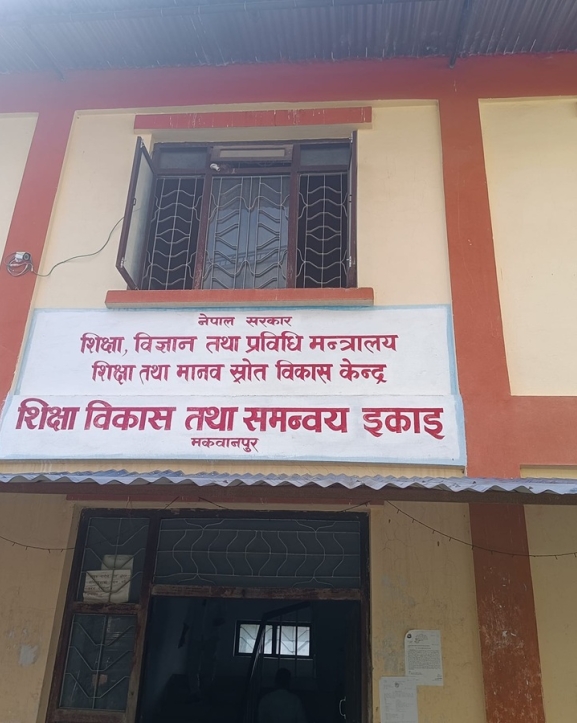 नेपाल सरकार
शिक्षा, विज्ञान तथा प्रविधि मन्त्रालय
शिक्षा तथा मानव स्रोत विकास केन्द्र
शिक्षा विकास तथा समन्वय इकाइ
मकवानपुर